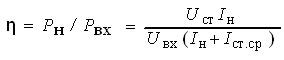 η = Pн / Pвх = Uст Iн / Uвх (Iн + Iст.ср )